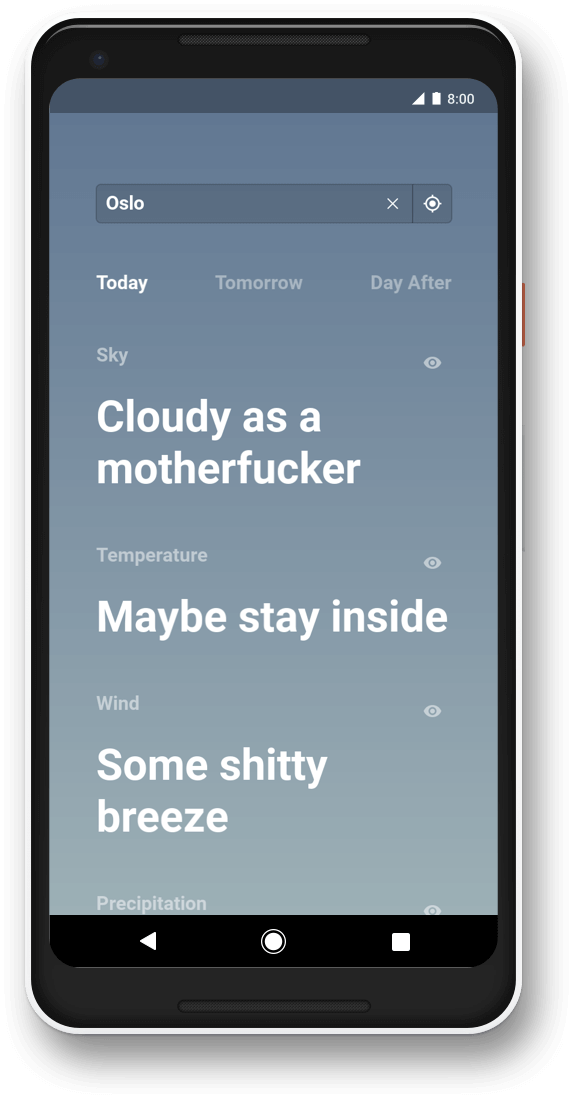 8:00
Oslo
Today Tomorrow Day After
Sky
Cloudy as a
motherfucker
Temperature
Maybe stay inside
Wind
Some shitty
breeze
Precipitation